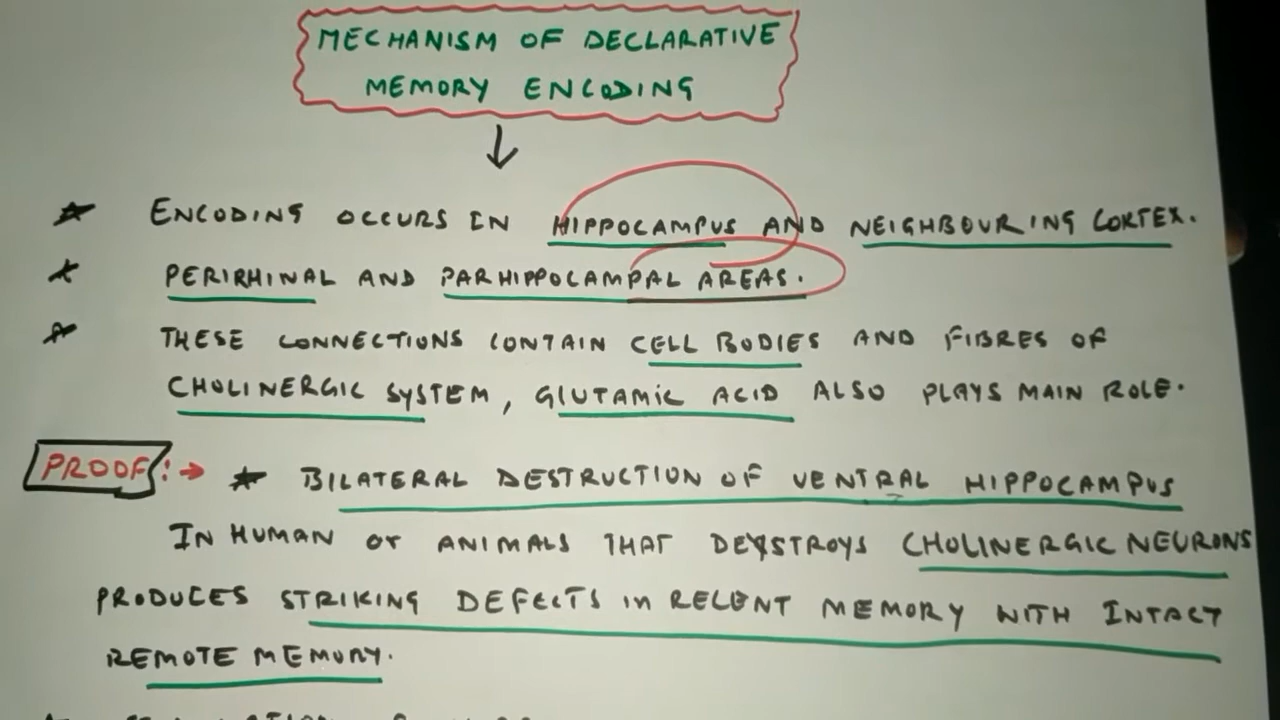 MECHANISM OF DECLARATIVE
MEMORY ENCODING
ENCODING OCCURS IN HIPPOCAMPUS AND NEIGHBOURING CORTEX.
PERIRHINAL AND PARHIPPOCAMPAL AREAS.
THESE CONNECTIONS CONTAIN CELL BODIES AND FIBRES OF
CHOLINERGIC SYSTEM, GLUTAMIC ACID ALSO PLAYS MAIN ROLE.
PROOF: → BILATERAL DESTRUCTION OF VENTRAL HIPPOCAMPUS
IN HUMAN or ANIMALS THAT DESTROYS CHOLINERGIC NEURONS
PRODUCES STRIKING DEFECTS in RECENT MEMORY WITH INTACT
REMOTE MEMORY.